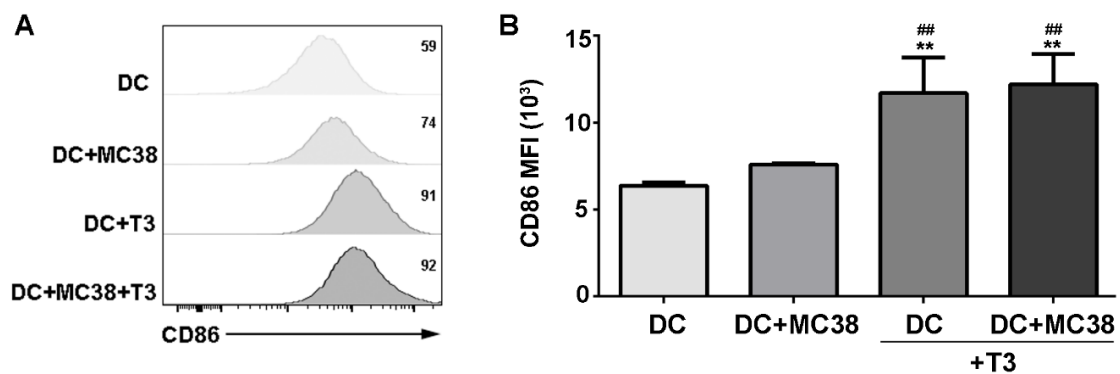 A
DC
59
DC+MC38
74
DC+T3
91
DC+MC38+T3
92
CD86
B
CD86 MFI (10³)
15
10
5
0
##
**
##
**
DC
DC+MC38
DC
DC+MC38
+T3